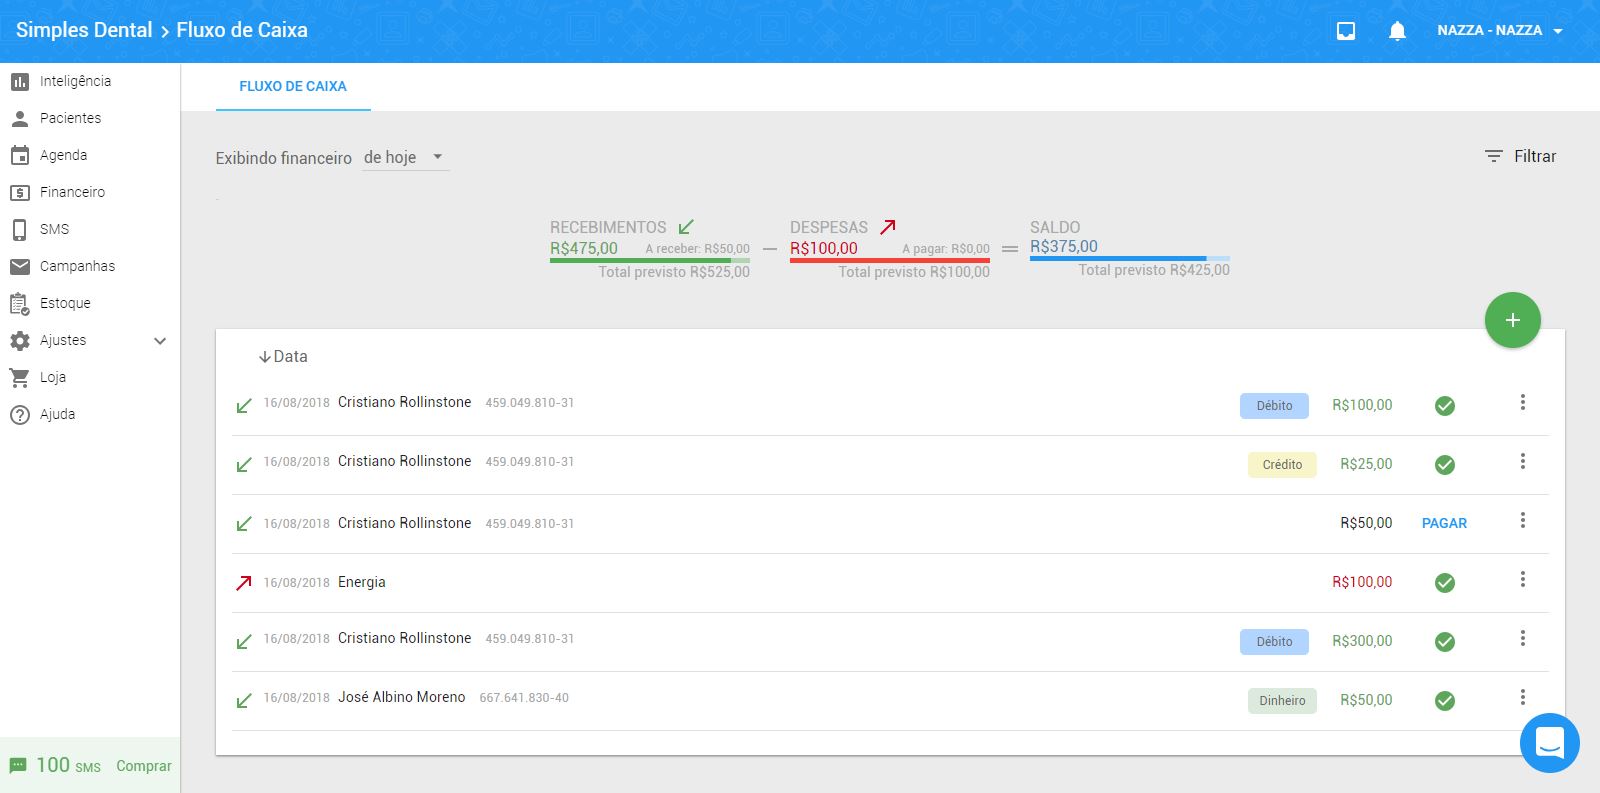 Simples Dental > Fluxo de Caixa
NAZZA - NAZZA
Inteligência
Pacientes
Agenda
Financeiro
SMS
Campanhas
Estoque
Ajustes
Loja
Ajuda
100 SMS Comprar
FLUXO DE CAIXA
Exibindo financeiro de hoje
Filtrar
RECEBIMENTOS
R$475,00 A receber: R$50,00
Total previsto R$525,00
DESPESAS
R$100,00 A pagar: R$0,00
Total previsto R$100,00
SALDO
R$375,00
Total previsto R$425,00
+
Data
16/08/2018 Cristiano Rollinstone 459.049.810-31 Débito R$100,00
16/08/2018 Cristiano Rollinstone 459.049.810-31 Crédito R$25,00
16/08/2018 Cristiano Rollinstone 459.049.810-31 R$50,00 PAGAR
16/08/2018 Energia R$100,00
16/08/2018 Cristiano Rollinstone 459.049.810-31 Débito R$300,00
16/08/2018 José Albino Moreno 667.641.830-40 Dinheiro R$50,00